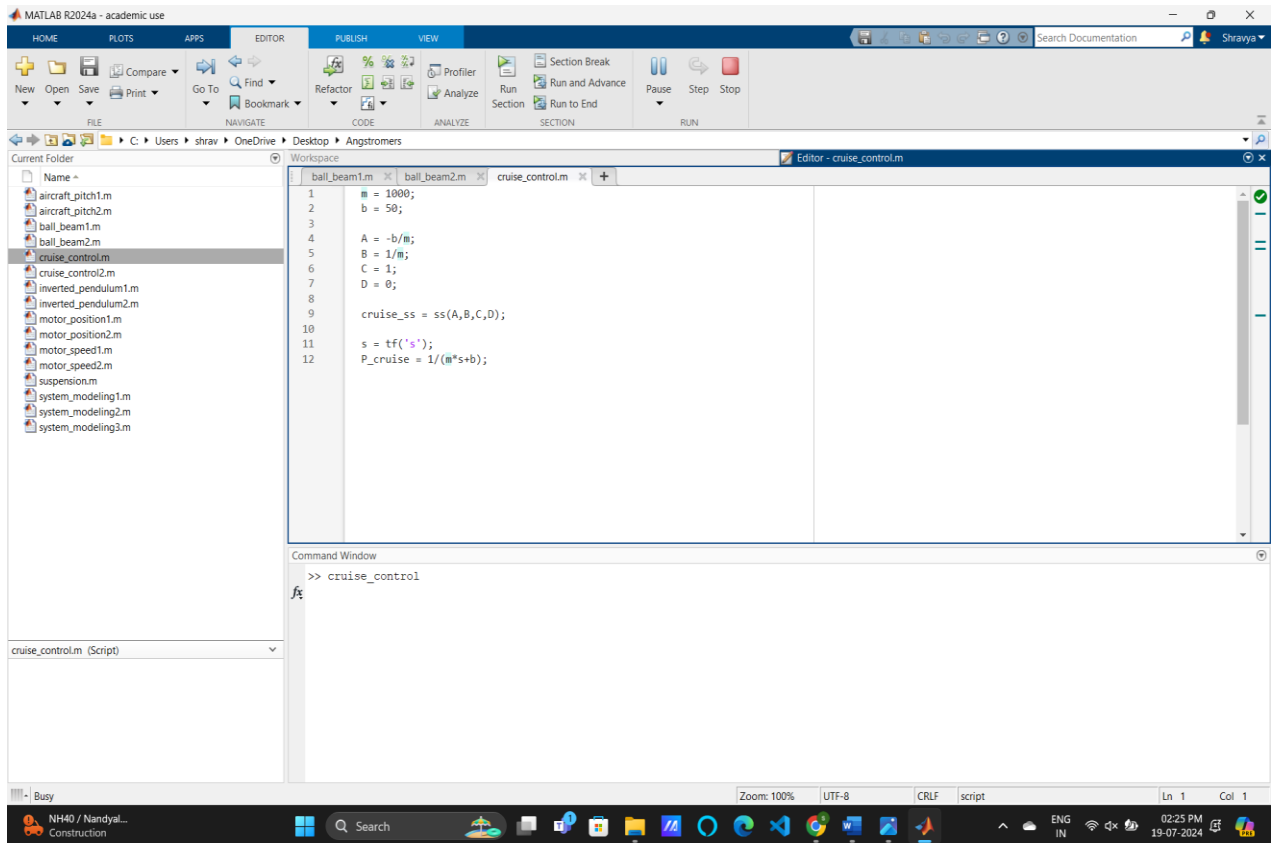 MATLAB R2024a - academic use
HOME PLOTS APPS EDITOR PUBLISH VIEW Search Documentation Shravya
New Open Save Compare Print Go To Find Bookmark Refactor Profiler Analyze Run Section Section Break Run and Advance Run to End Pause Step Stop
FILE NAVIGATE CODE ANALYZE SECTION RUN
C: Users shrav OneDrive Desktop Angstromers
Current Folder
Name
aircraft_pitch1.m
aircraft_pitch2.m
ball_beam1.m
ball_beam2.m
cruise_control.m
cruise_control2.m
inverted_pendulum1.m
inverted_pendulum2.m
motor_position1.m
motor_position2.m
motor_speed1.m
motor_speed2.m
suspension.m
system_modeling1.m
system_modeling2.m
system_modeling3.m
cruise_control.m (Script)
Workspace
Editor - cruise_control.m
ball_beam1.m ball_beam2.m cruise_control.m +
1 m = 1000;
2 b = 50;
3
4 A = -b/m;
5 B = 1/m;
6 C = 1;
7 D = 0;
8
9 cruise_ss = ss(A,B,C,D);
10
11 s = tf('s');
12 P_cruise = 1/(m*s+b);
Command Window
>> cruise_control
fx
Busy Zoom: 100% UTF-8 CRLF script Ln 1 Col 1
NH40 / Nandyal...
Construction
Search
ENG
IN
02:25 PM
19-07-2024